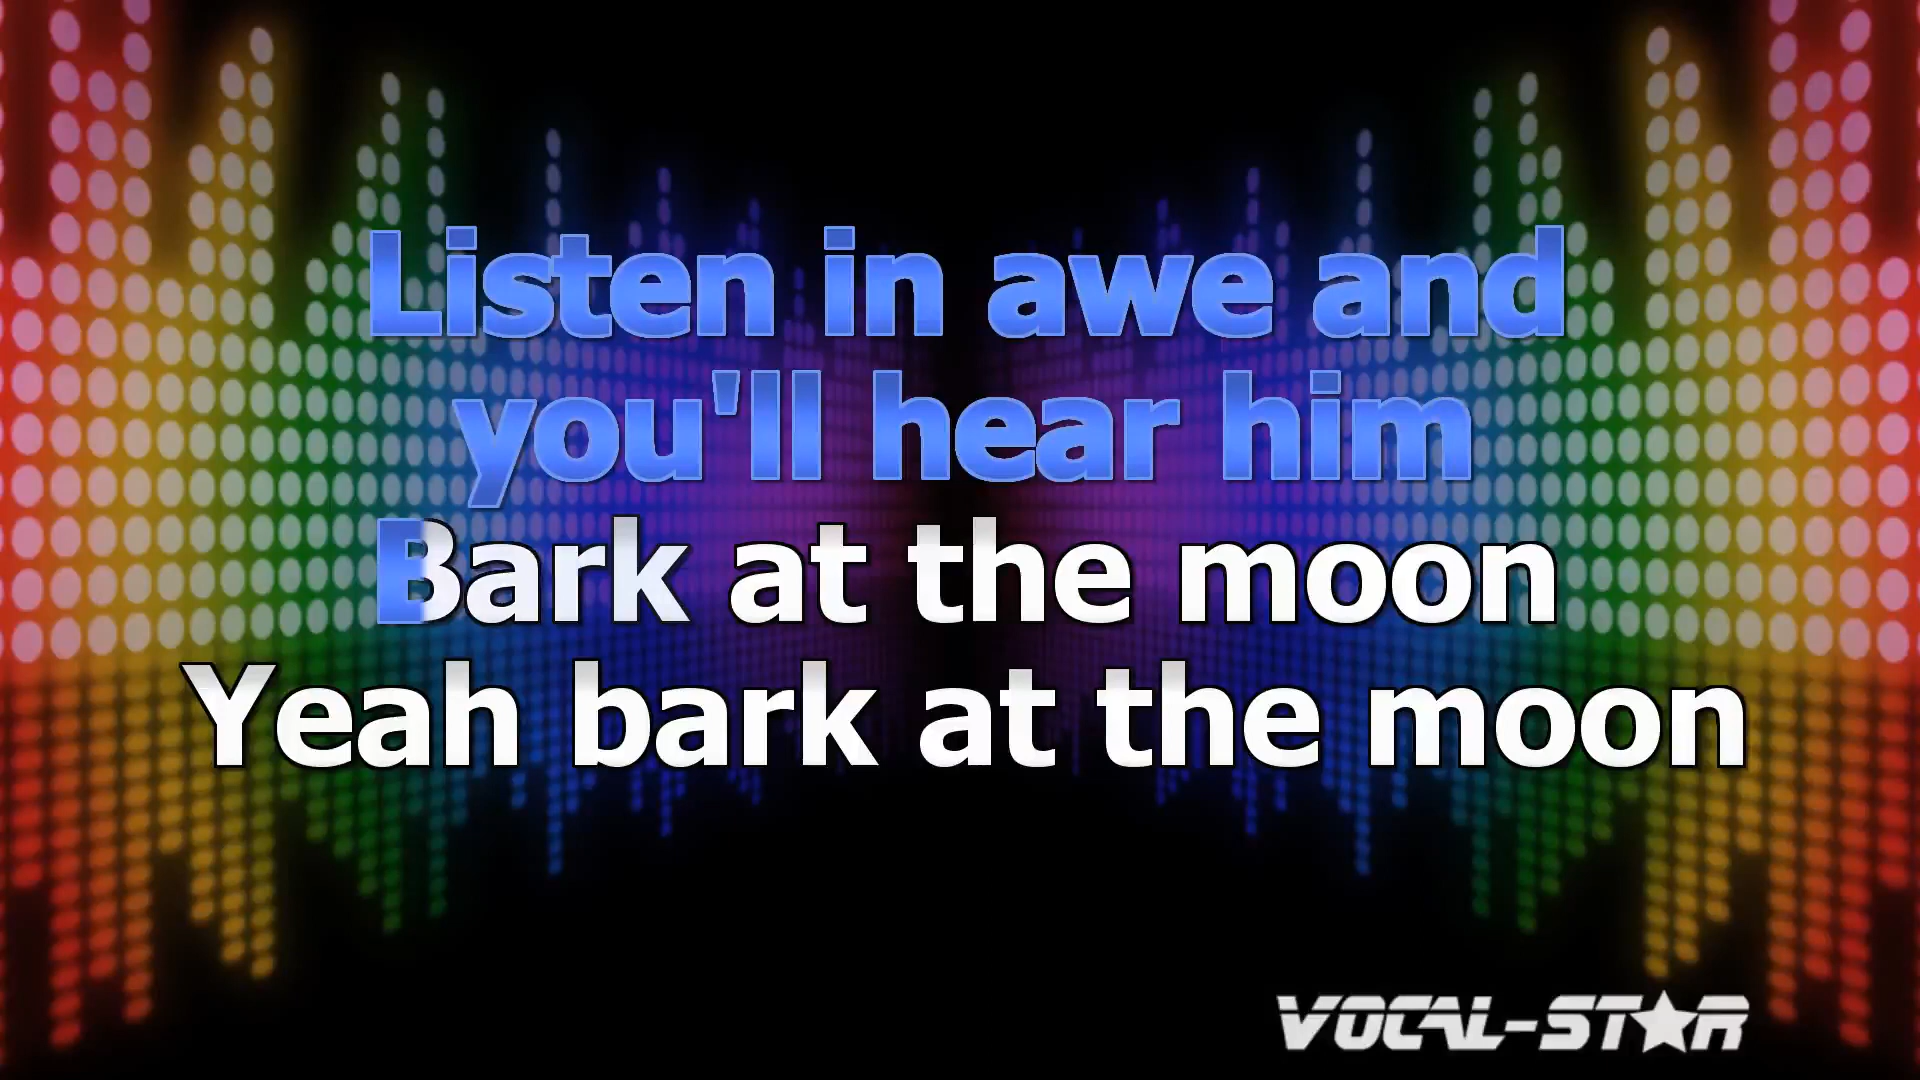 Listen in awe and
you'll hear him
Bark at the moon
Yeah bark at the moon
VOCAL-STAR